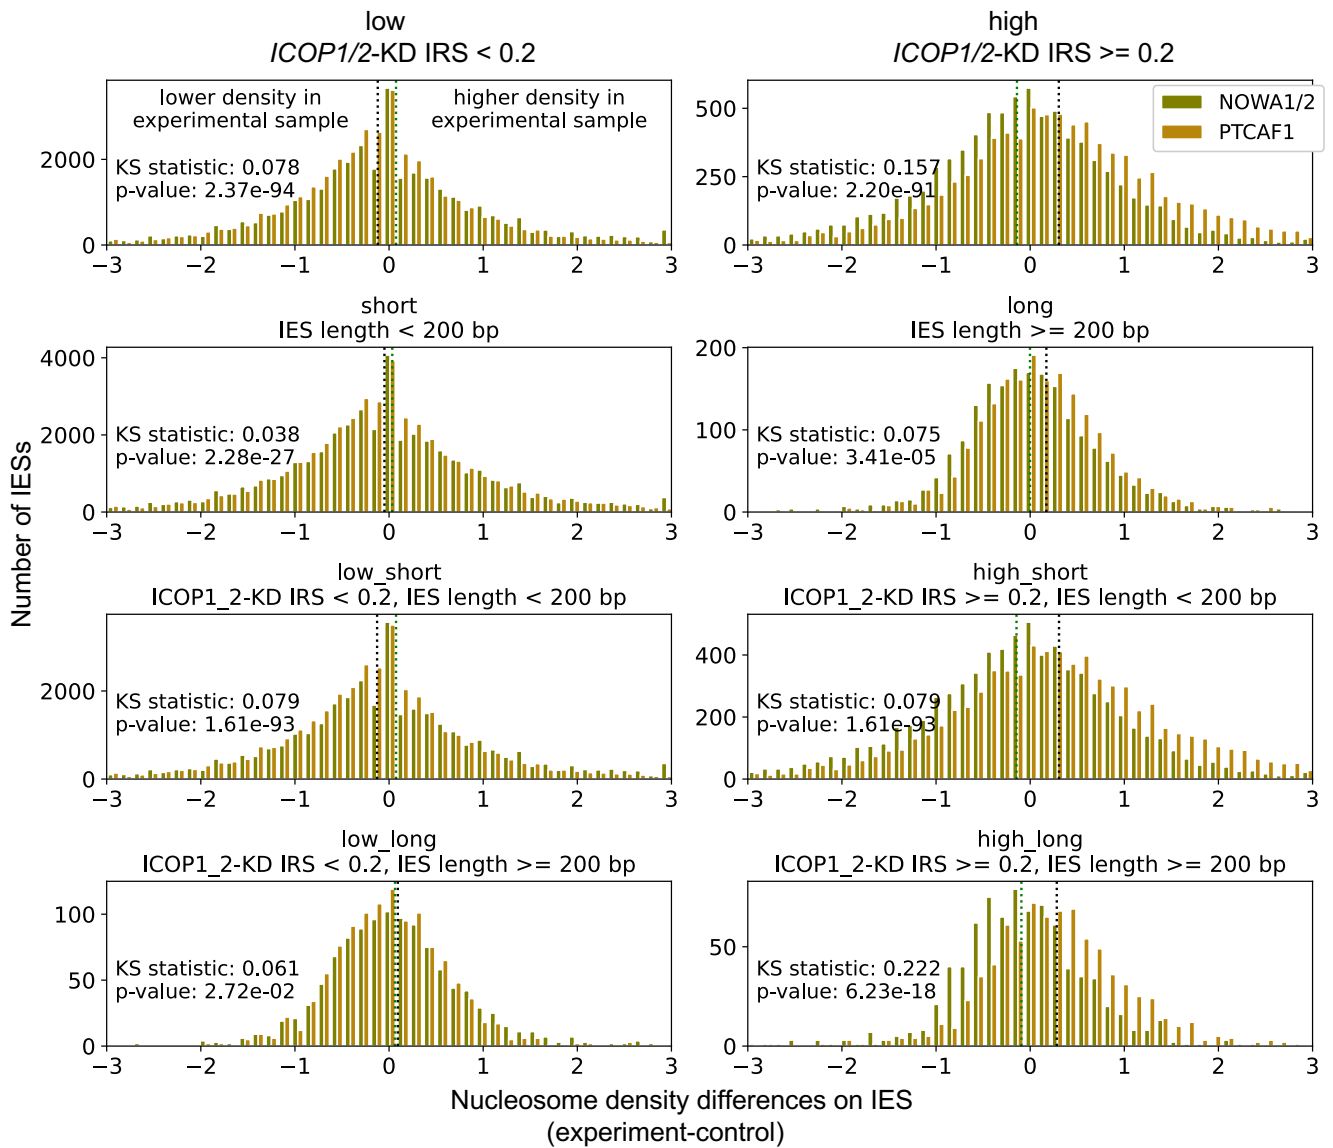 low
ICOP1/2-KD IRS < 0.2
high
ICOP1/2-KD IRS >= 0.2
lower density in
experimental sample
higher density in
experimental sample
KS statistic: 0.078
p-value: 2.37e-94
0
2000
−3
−2
−1
0
1
2
3
NOWA1/2
PTCAF1
KS statistic: 0.157
p-value: 2.20e-91
0
250
500
−3
−2
−1
0
1
2
3
short
IES length < 200 bp
KS statistic: 0.038
p-value: 2.28e-27
0
2000
4000
−3
−2
−1
0
1
2
3
long
IES length >= 200 bp
KS statistic: 0.075
p-value: 3.41e-05
0
100
200
−3
−2
−1
0
1
2
3
Number of IESs
low_short
ICOP1_2-KD IRS < 0.2, IES length < 200 bp
KS statistic: 0.079
p-value: 1.61e-93
0
2000
−3
−2
−1
0
1
2
3
high_short
ICOP1_2-KD IRS >= 0.2, IES length < 200 bp
KS statistic: 0.079
p-value: 1.61e-93
0
200
400
−3
−2
−1
0
1
2
3
low_long
ICOP1_2-KD IRS < 0.2, IES length >= 200 bp
KS statistic: 0.061
p-value: 2.72e-02
0
50
100
−3
−2
−1
0
1
2
3
high_long
ICOP1_2-KD IRS >= 0.2, IES length >= 200 bp
KS statistic: 0.222
p-value: 6.23e-18
0
50
−3
−2
−1
0
1
2
3
Nucleosome density differences on IES
(experiment-control)